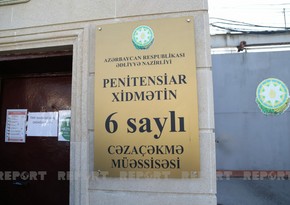 AZƏRBAYCAN RESPUBLİKASI
ƏDLİYYƏ NAZİRLİYİ
PENİTENSİAR
XİDMƏTİN
6 saylı
CƏZAÇƏKMƏ
MÜƏSSİSƏSİ
REPORT
REPORT
REPORT